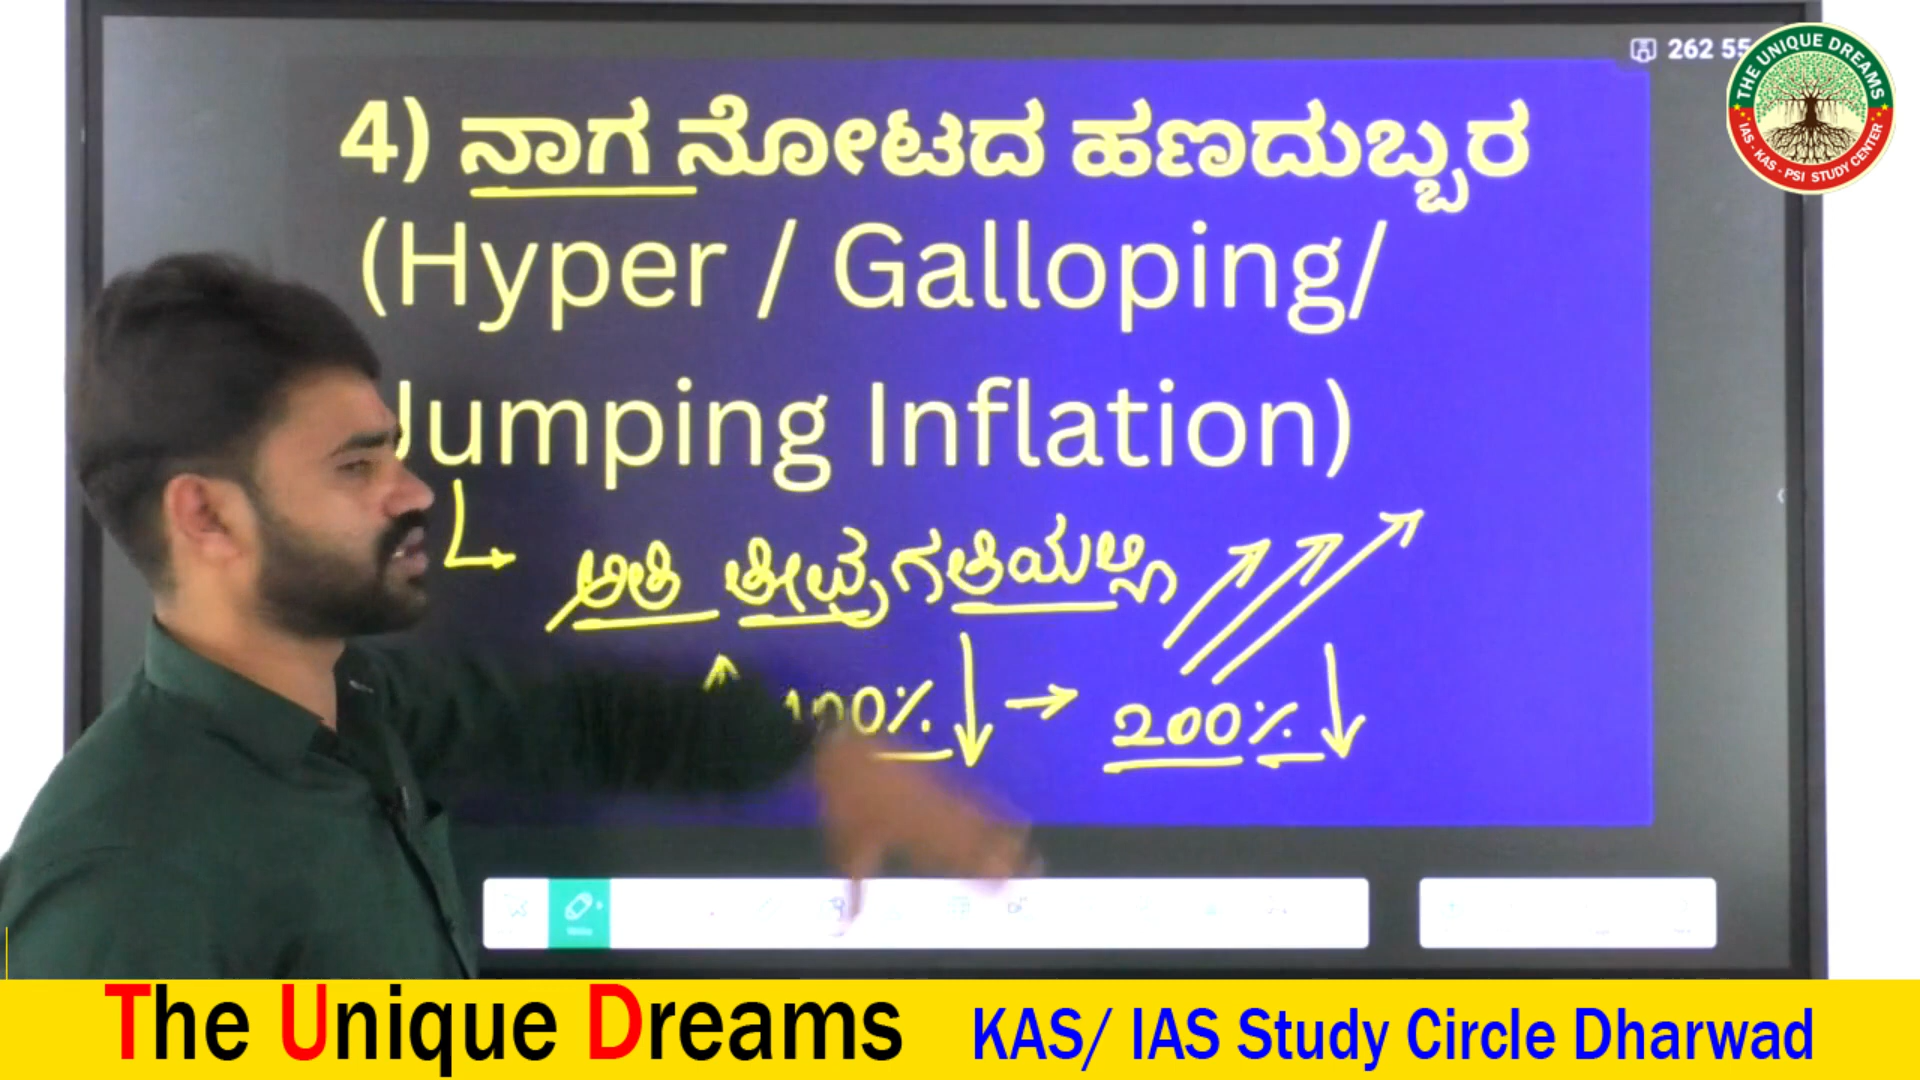 262 55
THE UNIQUE DREAMS
IAS - KAS - PSI STUDY CENTER
4) ನಾಗ ನೋಟದ ಹಣದುಬ್ಬರ
(Hyper / Galloping/
Jumping Inflation)
ಅತಿ ತೀವ್ರಗತಿಯಲ್ಲಿ
100% → 200%
The Unique Dreams KAS/ IAS Study Circle Dharwad